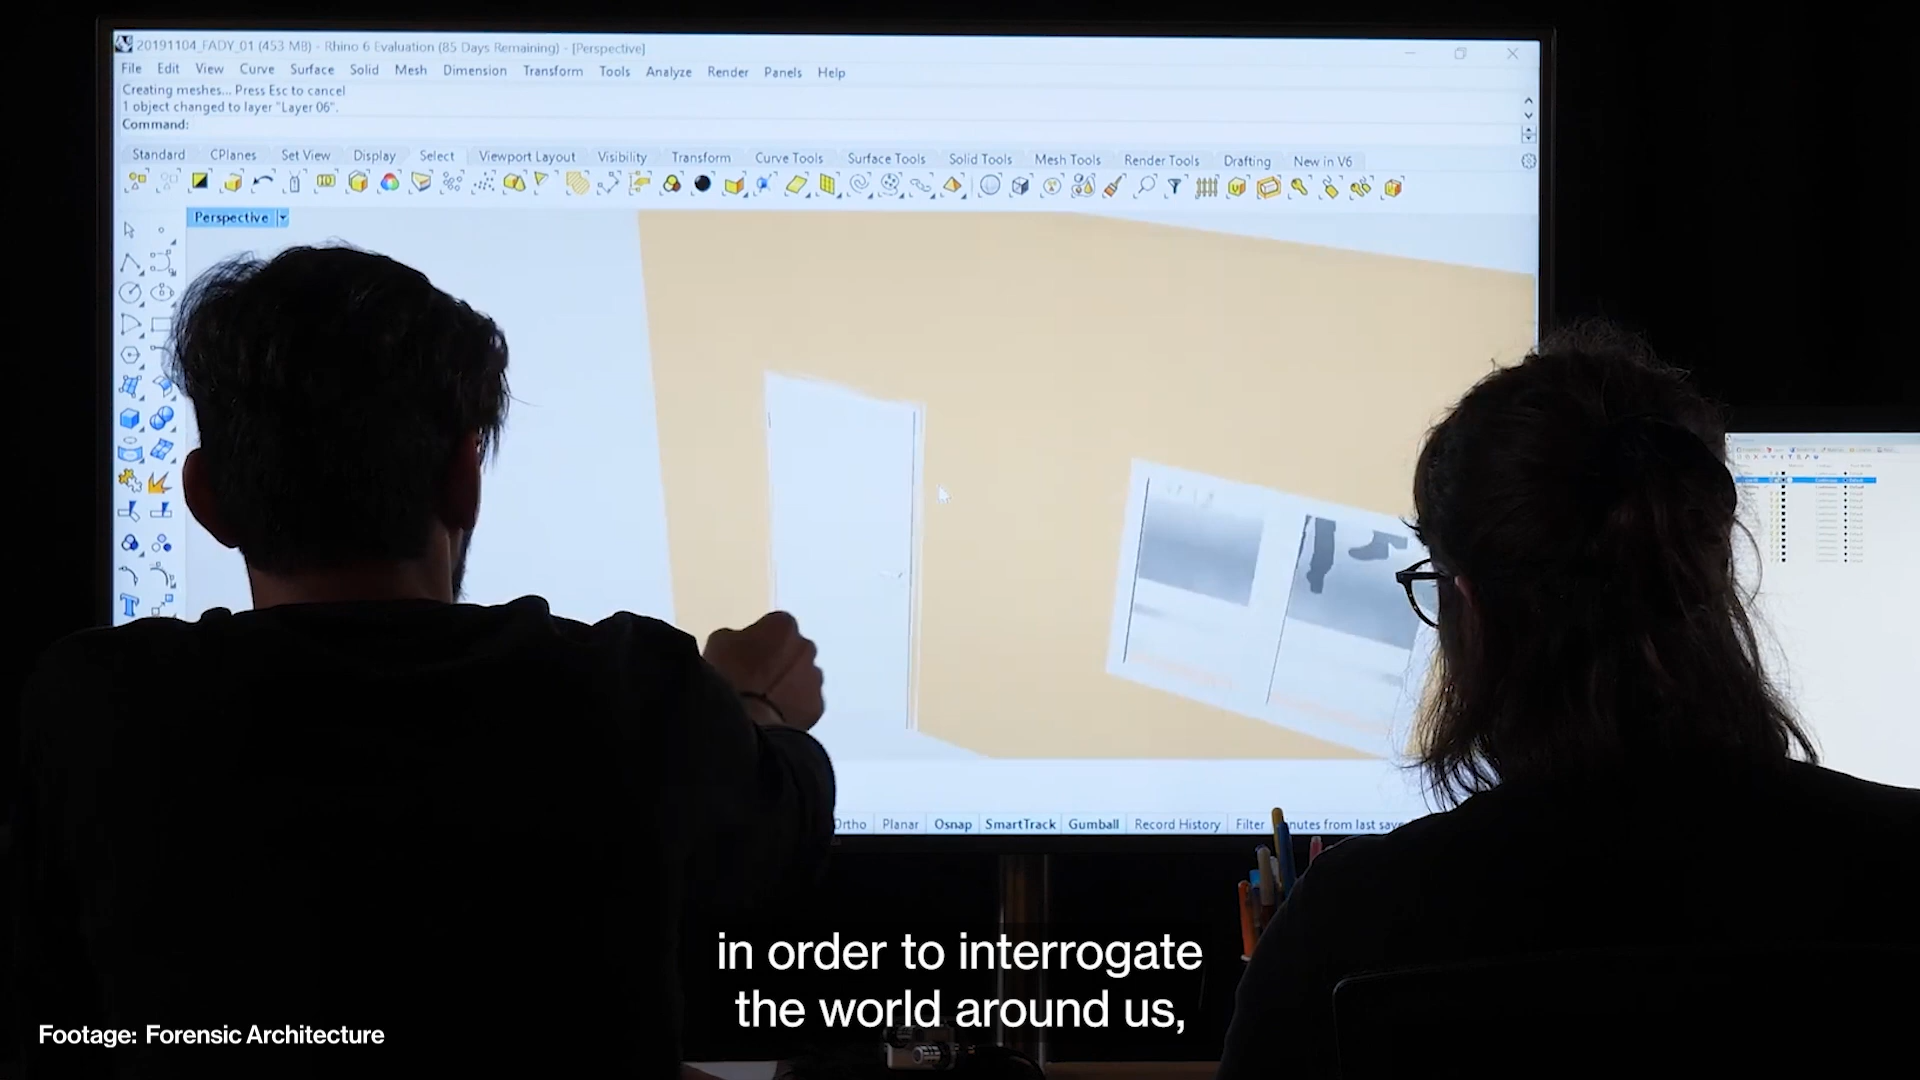 20191104_FADY_01 (453 MB) - Rhino 6 Evaluation (85 Days Remaining) - [Perspective]
File Edit View Curve Surface Solid Mesh Dimension Transform Tools Analyze Render Panels Help
Creating meshes... Press Esc to cancel
1 object changed to layer "Layer 06".
Command:
Standard CPlanes Set View Display Select Viewport Layout Visibility Transform Curve Tools Surface Tools Solid Tools Mesh Tools Render Tools Drafting New in V6
Perspective
Ortho Planar Osnap SmartTrack Gumball Record History Filter from last
in order to interrogate
the world around us,
Footage: Forensic Architecture